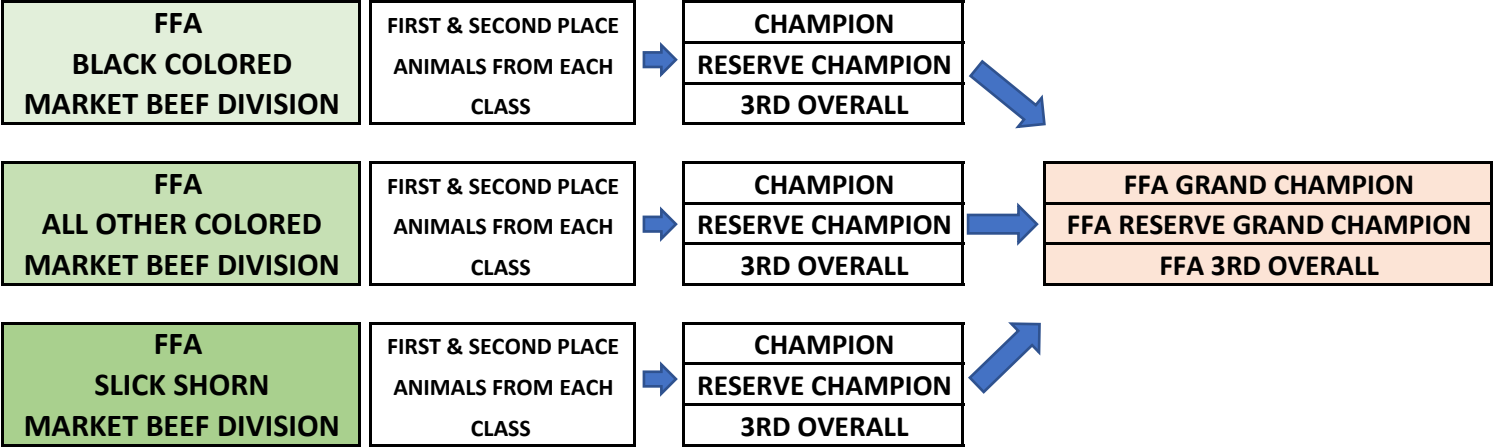 FFA
BLACK COLORED
MARKET BEEF DIVISION
FIRST & SECOND PLACE
ANIMALS FROM EACH
CLASS
CHAMPION
RESERVE CHAMPION
3RD OVERALL
FFA
ALL OTHER COLORED
MARKET BEEF DIVISION
FIRST & SECOND PLACE
ANIMALS FROM EACH
CLASS
CHAMPION
RESERVE CHAMPION
3RD OVERALL
FFA GRAND CHAMPION
FFA RESERVE GRAND CHAMPION
FFA 3RD OVERALL
FFA
SLICK SHORN
MARKET BEEF DIVISION
FIRST & SECOND PLACE
ANIMALS FROM EACH
CLASS
CHAMPION
RESERVE CHAMPION
3RD OVERALL